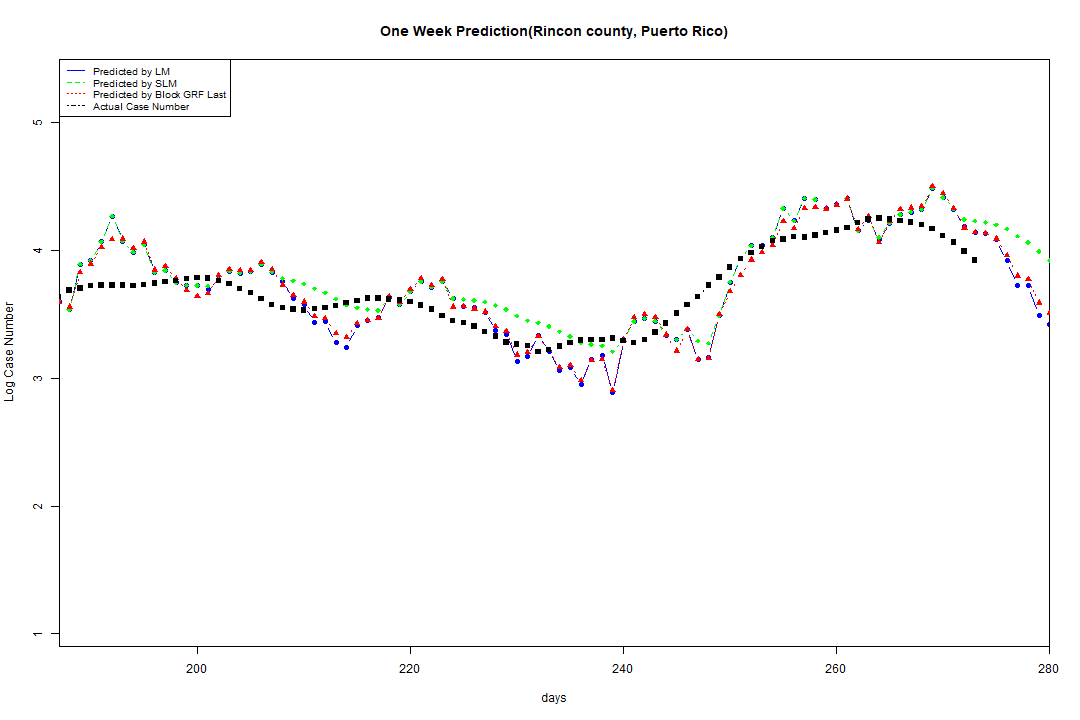 One Week Prediction(Rincon county, Puerto Rico)
Predicted by LM
Predicted by SLM
Predicted by Block GRF Last
Actual Case Number
5
4
3
2
1
Log Case Number
200 220 240 260 280
days